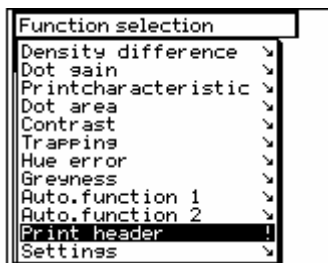 Function selection
Density difference
Dot gain
Printcharacteristic
Dot area
Contrast
Trapping
Hue error
Greyness
Auto.function 1
Auto.function 2
Print header !
Settings